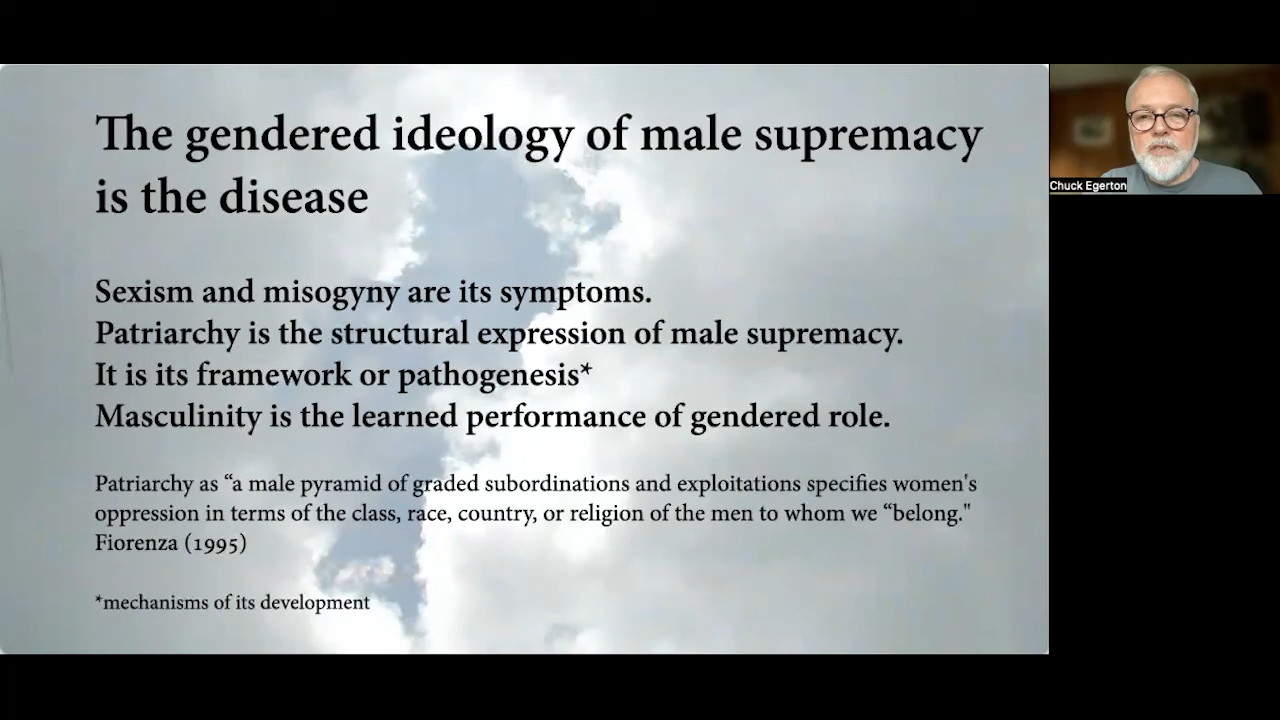 The gendered ideology of male supremacy
is the disease
Sexism and misogyny are its symptoms.
Patriarchy is the structural expression of male supremacy.
It is its framework or pathogenesis*
Masculinity is the learned performance of gendered role.
Patriarchy as “a male pyramid of graded subordinations and exploitations specifies women's
oppression in terms of the class, race, country, or religion of the men to whom we “belong."
Fiorenza (1995)
*mechanisms of its development
Chuck Egerton